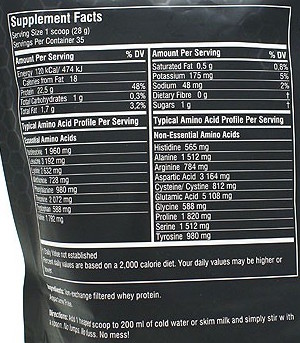 Supplement Facts
Serving Size 1 scoop (28 g)
Servings Per Container 35
Amount Per Serving % DV
Energy 120 kCal/ 474 kJ
Calories from Fat 18
Protein 22,5 g 48%
Total Carbohydrates 1 g 0.3%
Total Fat 1,7 g 3,2%
Typical Amino Acid Profile Per Serving
Essential Amino Acids
1 960 mg
3 192 mg
2 632 mg
728 mg
980 mg
2 072 mg
588 mg
1 792 mg
Amount Per Serving % DV
Saturated Fat 0,5 g 0,8%
Potassium 175 mg 5%
Sodium 48 mg 2%
Dietary Fibre 0 g †
Sugars 1 g †
Typical Amino Acid Profile Per Serving
Non-Essential Amino Acids
Histidine 565 mg
Alanine 1 512 mg
Arginine 784 mg
Aspartic Acid 3 164 mg
Cysteine/ Cystine 812 mg
Glutamic Acid 5 108 mg
Glycine 588 mg
Proline 1 820 mg
Serine 1 512 mg
Tyrosine 980 mg
Daily Value not established
Percent daily values are based on a 2,000 calorie diet. Your daily values may be higher or
Ingredients: Ion-exchange filtered whey protein.
Directions: Add 1 heaped scoop to 200 ml of cold water or skim milk and simply stir with
a spoon. No lumps. No fuss. No mess!